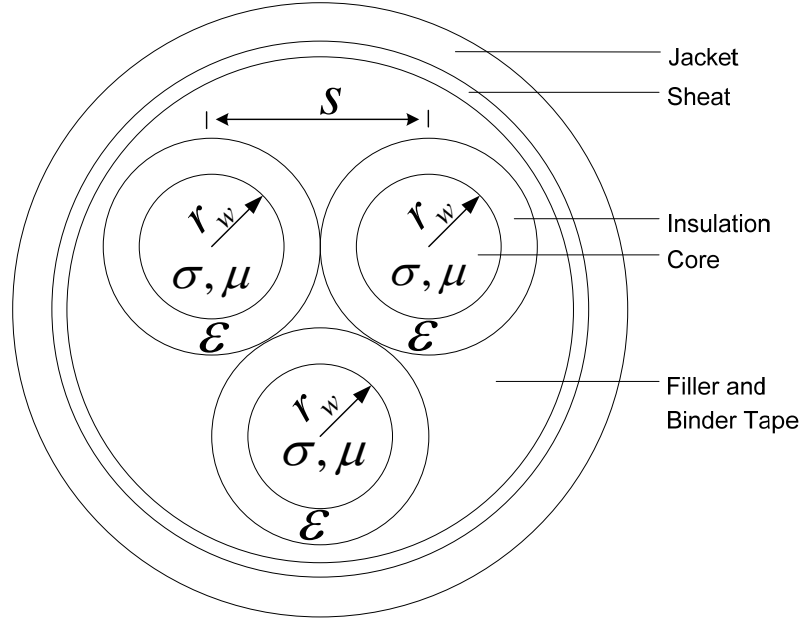 s
Jacket
Sheat
r w
r w
Insulation
σ, μ
σ, μ
Core
ε
ε
r w
Filler and
Binder Tape
σ, μ
ε